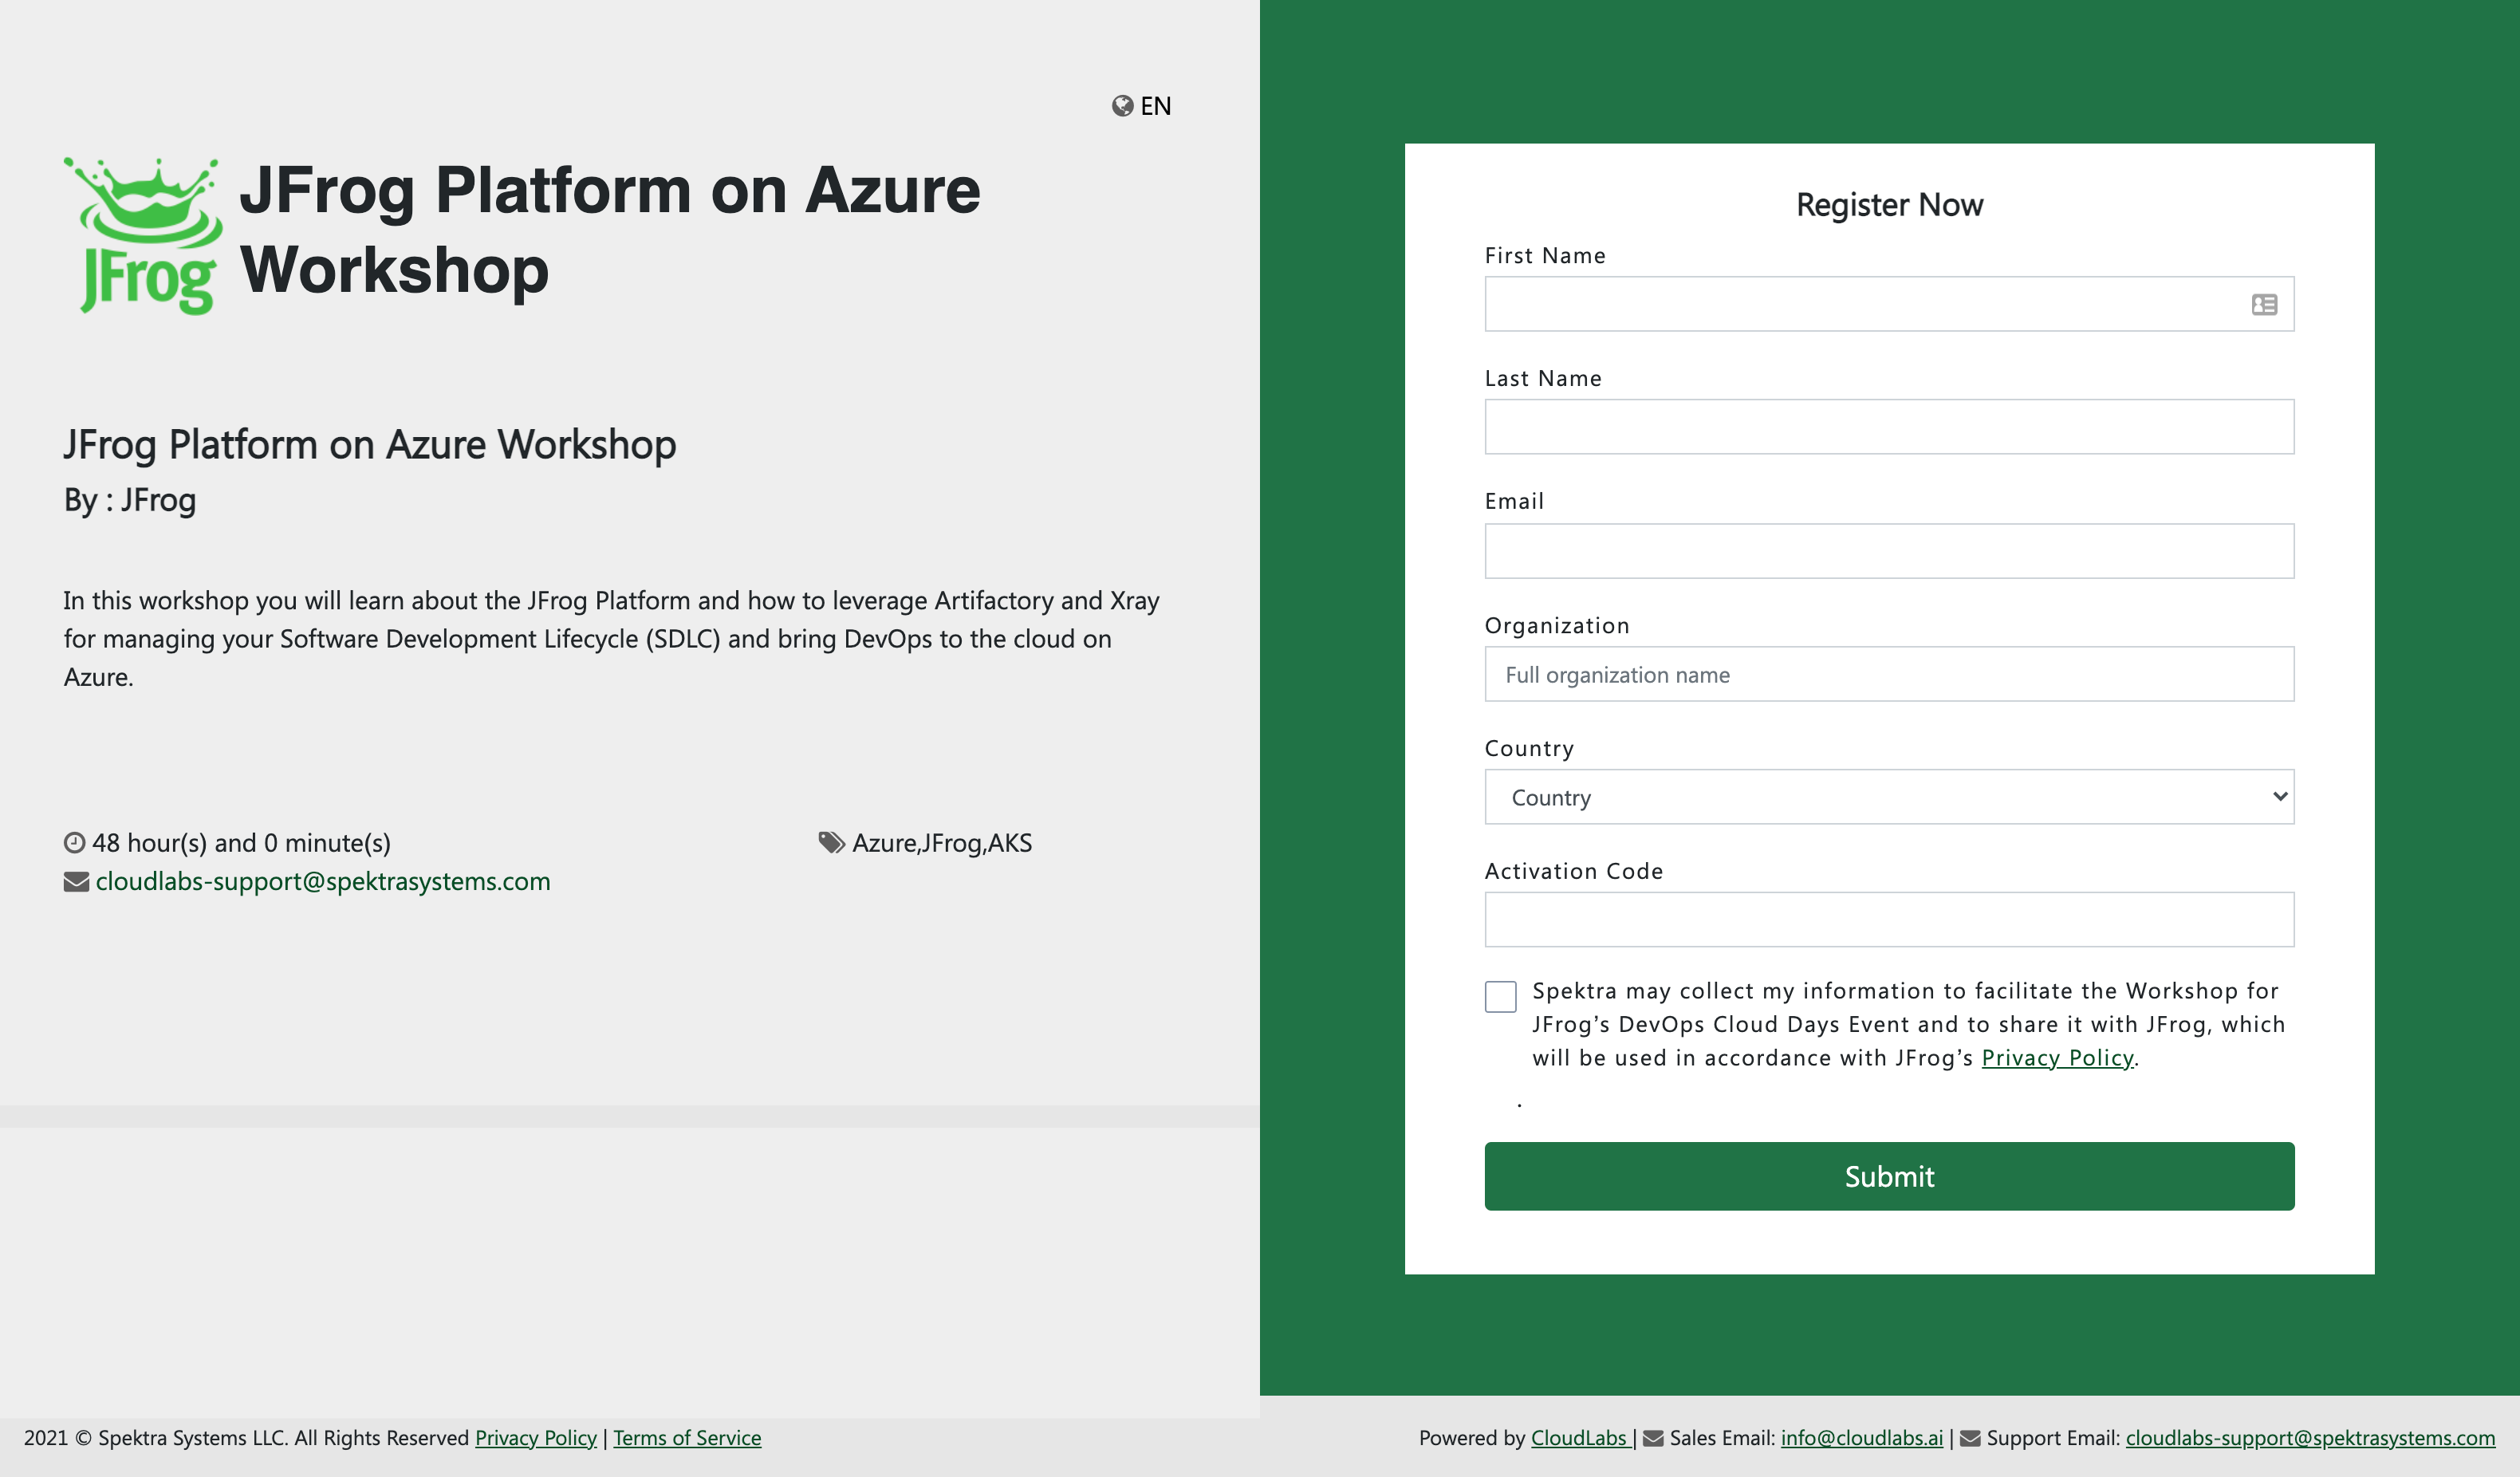 EN
JFrog
JFrog Platform on Azure
Workshop
JFrog Platform on Azure Workshop
By : JFrog
In this workshop you will learn about the JFrog Platform and how to leverage Artifactory and Xray
for managing your Software Development Lifecycle (SDLC) and bring DevOps to the cloud on
Azure.
48 hour(s) and 0 minute(s)
Azure,JFrog,AKS
cloudlabs-support@spektrasystems.com
Register Now
First Name
Last Name
Email
Organization
Full organization name
Country
Country
Activation Code
Spektra may collect my information to facilitate the Workshop for
JFrog’s DevOps Cloud Days Event and to share it with JFrog, which
will be used in accordance with JFrog’s Privacy Policy.
.
Submit
2021 © Spektra Systems LLC. All Rights Reserved Privacy Policy | Terms of Service
Powered by CloudLabs | Sales Email: info@cloudlabs.ai | Support Email: cloudlabs-support@spektrasystems.com